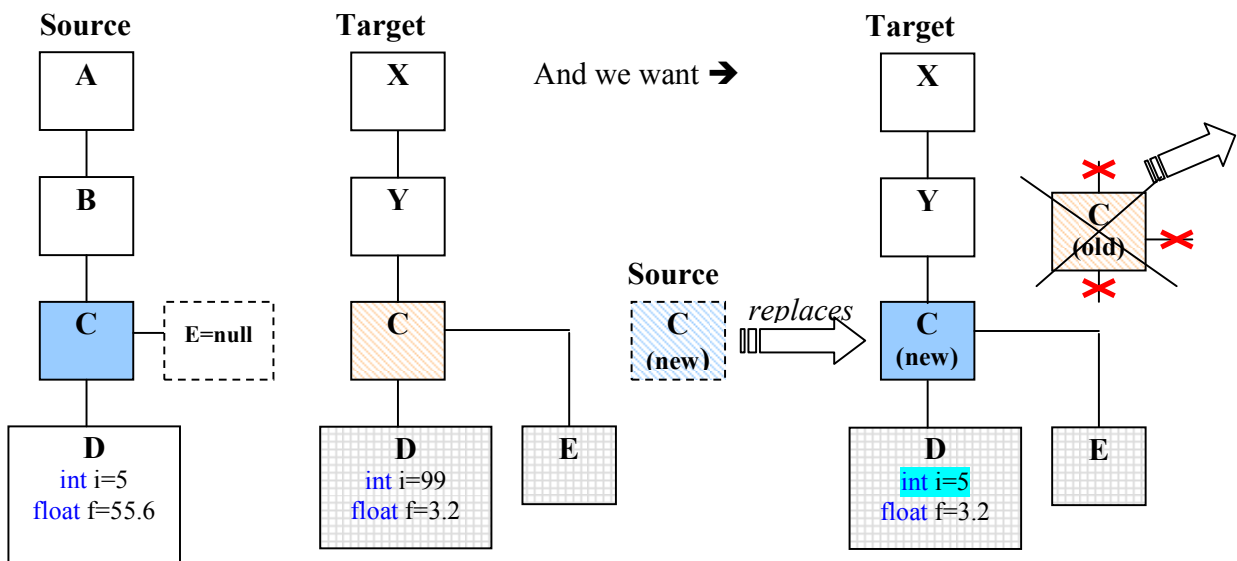 Source
A
B
C
E=null
D
int i=5
float f=55.6
Target
X
Y
C
D
int i=99
float f=3.2
E
And we want ➔
Source
C
(new)
replaces
Target
X
Y
C
(new)
D
int i=5
float f=3.2
E
C
(old)